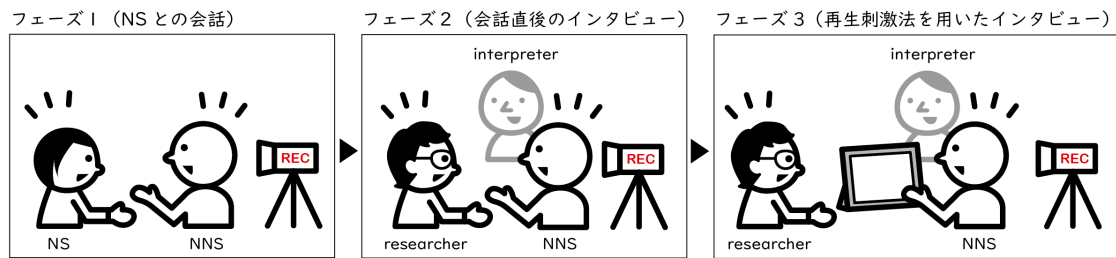 フェーズ1（NSとの会話）
NS
NNS
REC
フェーズ2（会話直後のインタビュー）
interpreter
researcher
NNS
REC
フェーズ3（再生刺激法を用いたインタビュー）
interpreter
researcher
NNS
REC